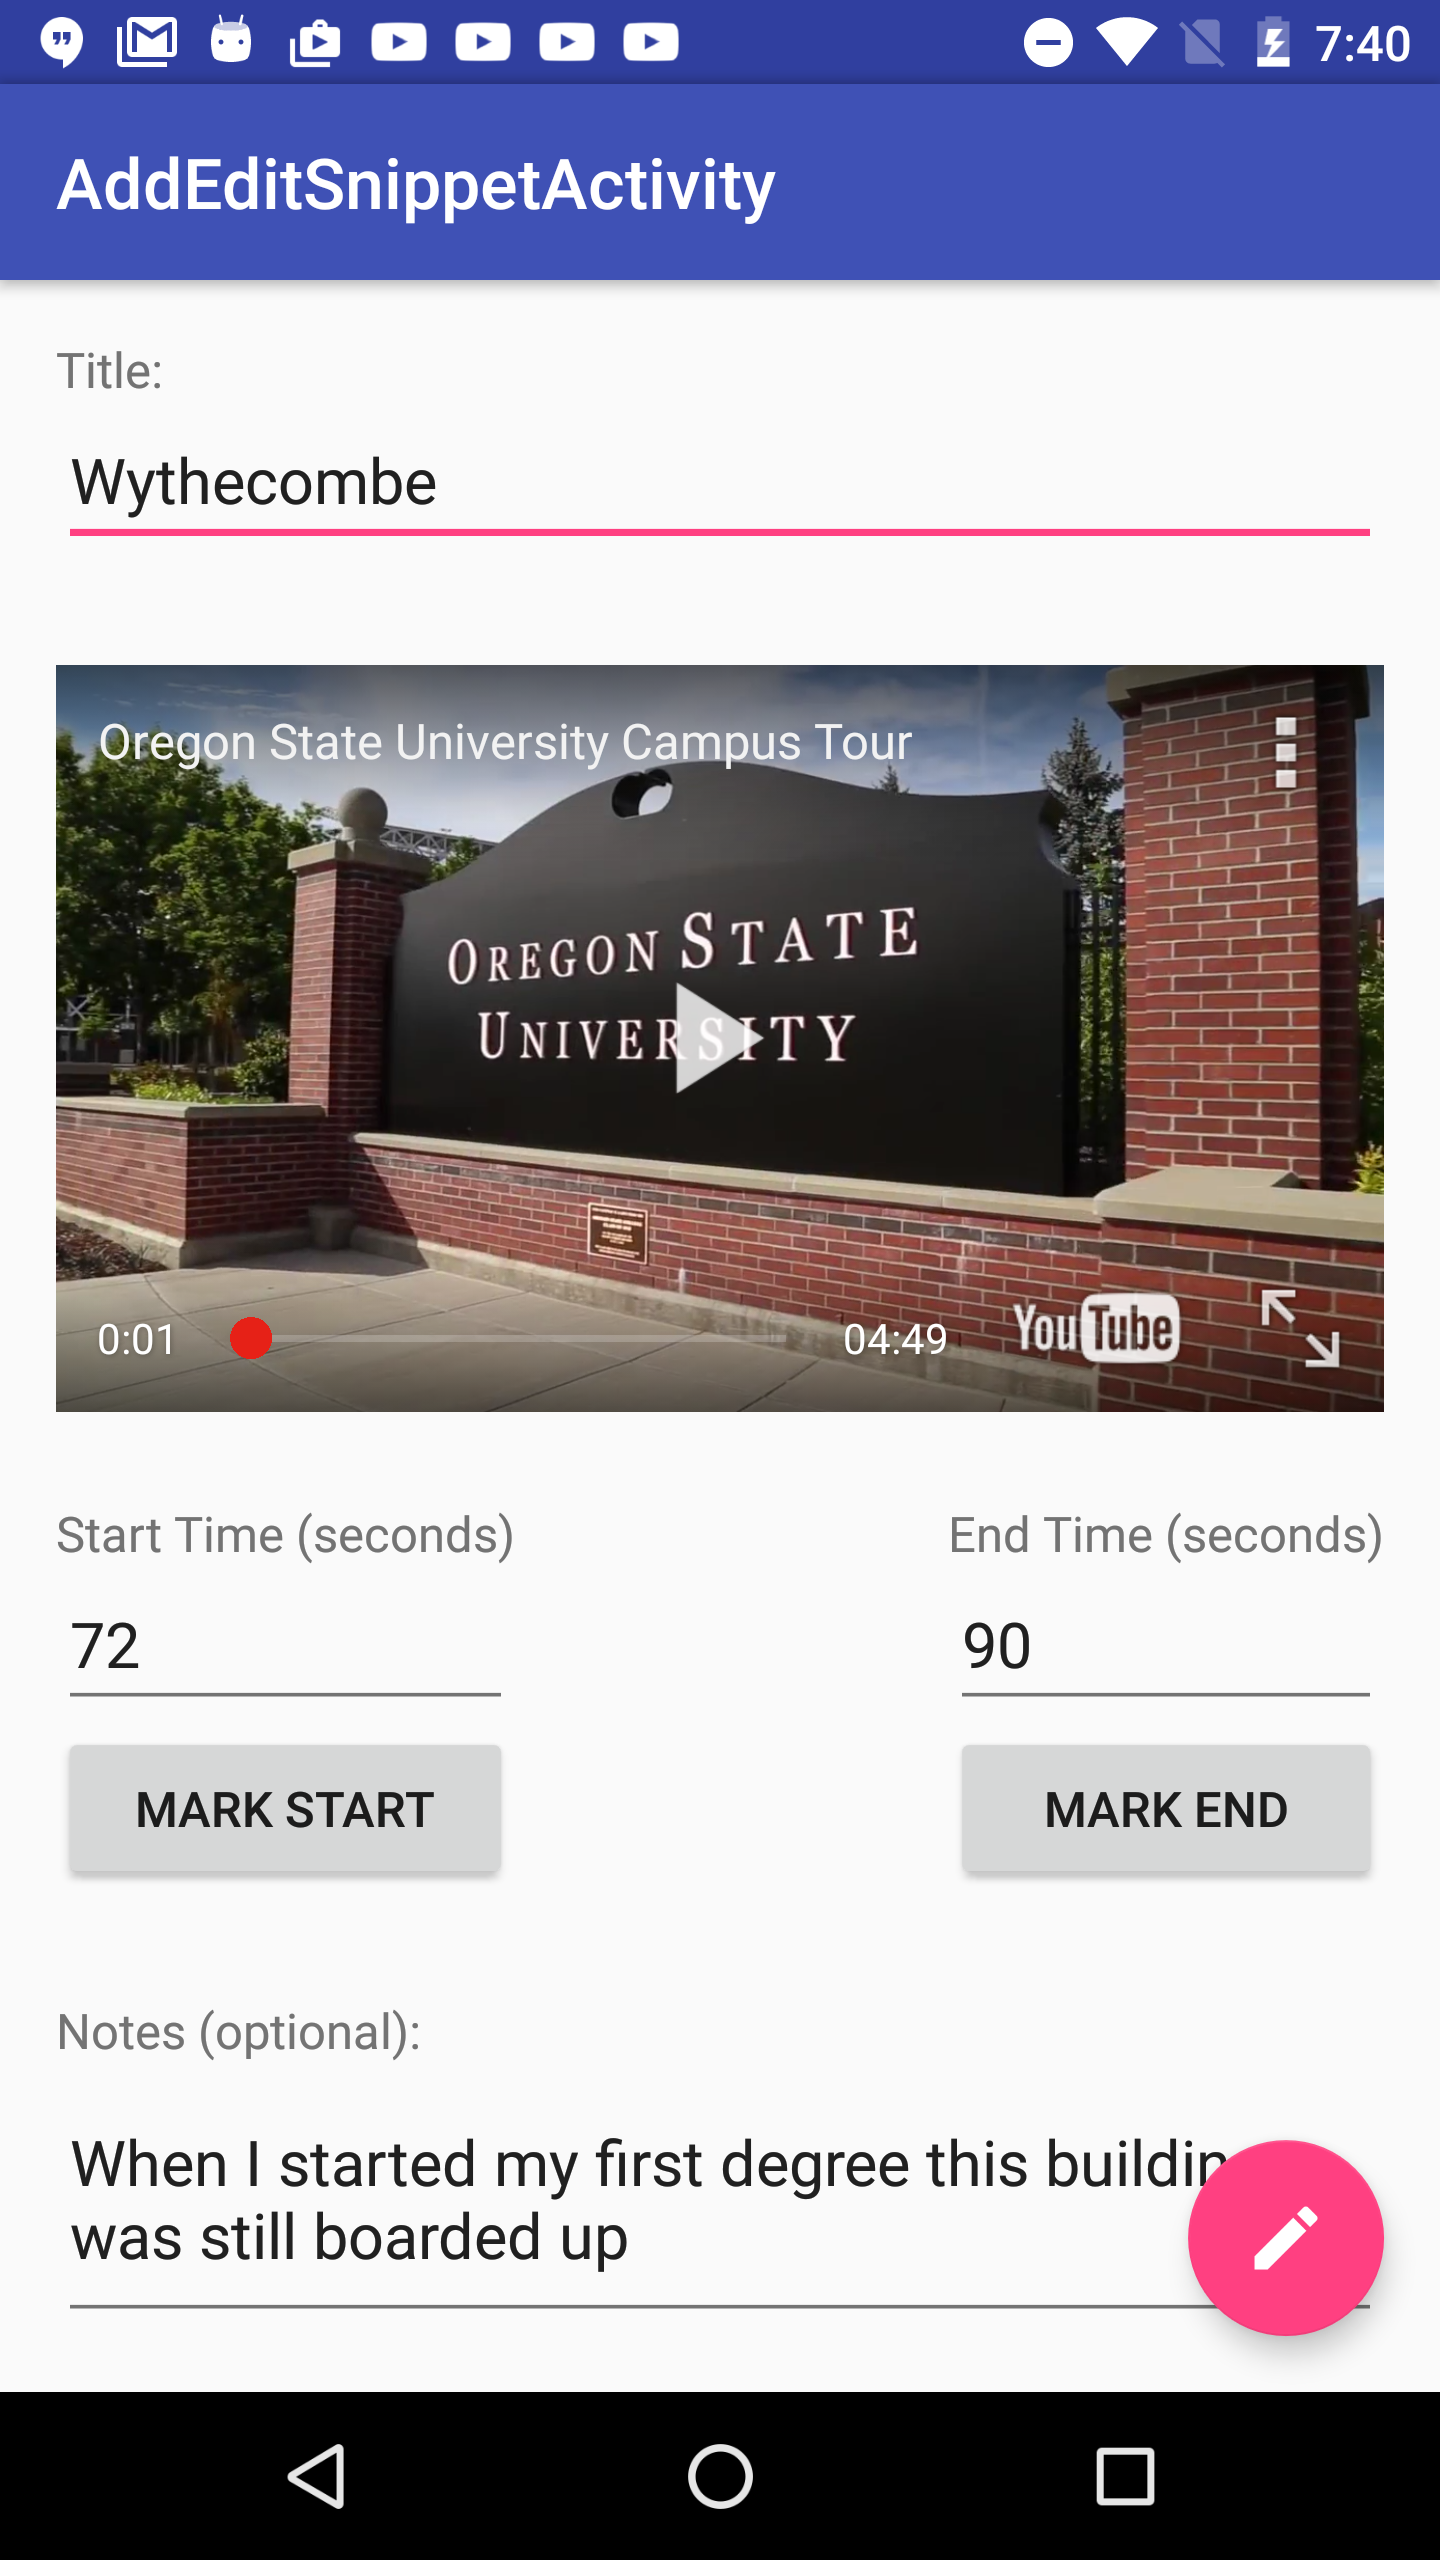 7:40
AddEditSnippetActivity
Title:
Wythecombe
Oregon State University Campus Tour
OREGON STATE
UNIVERSITY
0:01
04:49
YouTube
Start Time (seconds)
End Time (seconds)
72
90
MARK START
MARK END
Notes (optional):
When I started my first degree this buildin
was still boarded up